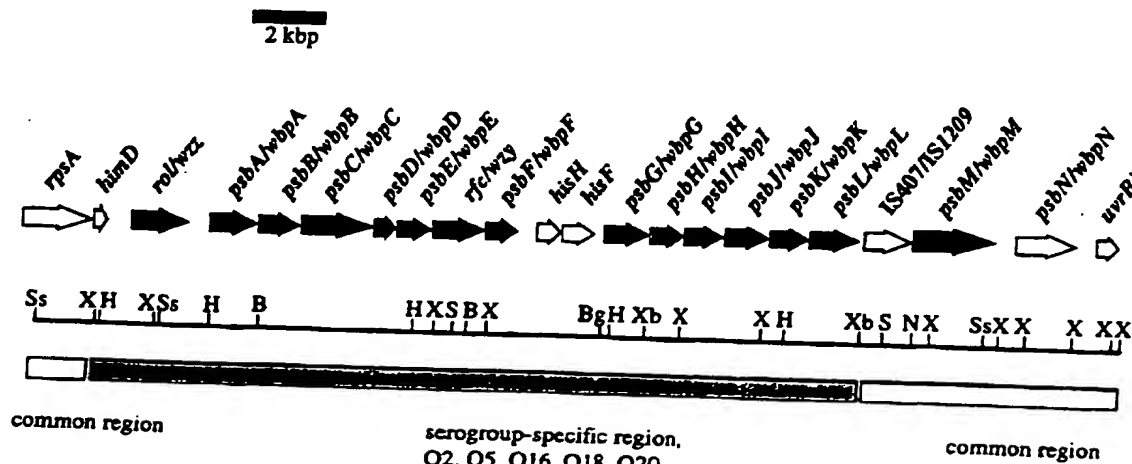 2 kbp
rpsA himD rol/wzz psbA/wbpA psbB/wbpB psbC/wbpC psbD/wbpD psbE/wbpE rfc/wzy psbF/wbpF hisH hisF psbG/wbpG psbH/wbpH psbI/wbpI psbJ/wbpJ psbK/wbpK psbL/wbpL IS407/IS1209 psbM/wbpM psbN/wbpN
Ss X H X Ss H B H X S B X Bg H Xb X X H Xb S N X Ss X X X X X
common region serogroup-specific region, common region
O2, O5, O16, O18, O20